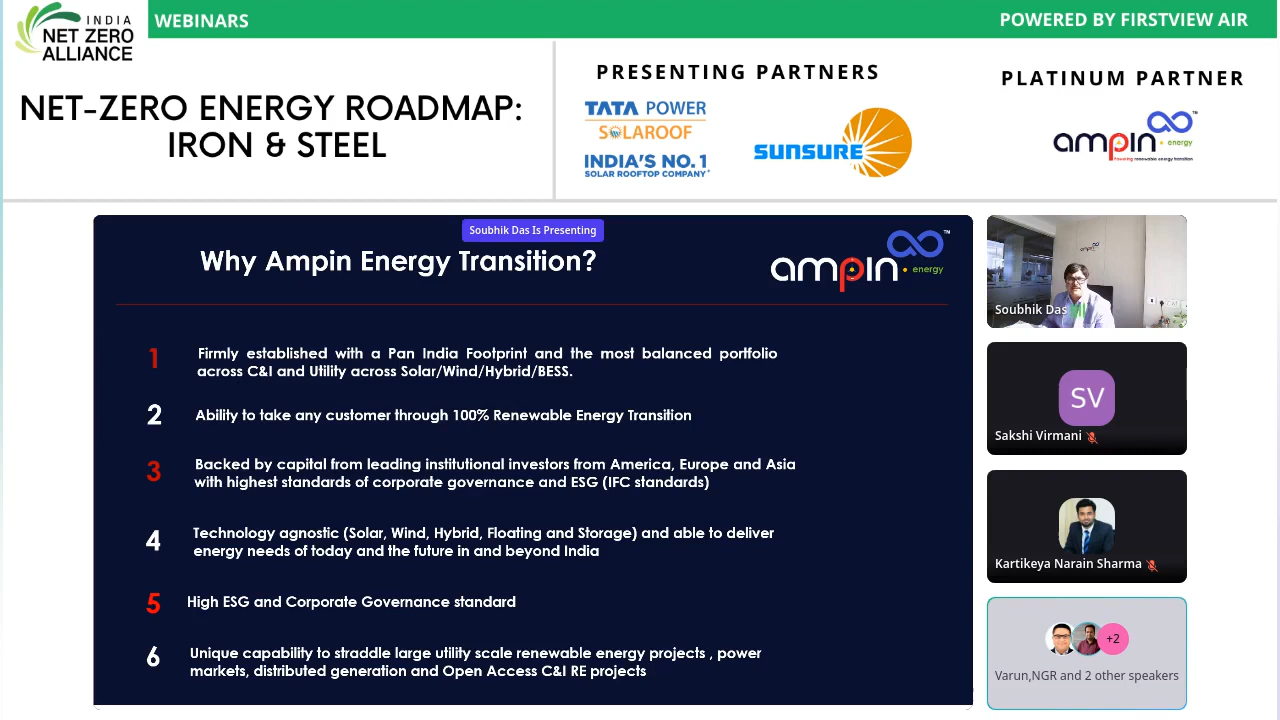 INDIA
NET ZERO
ALLIANCE
WEBINARS
POWERED BY FIRSTVIEW AIR
NET-ZERO ENERGY ROADMAP:
IRON & STEEL
PRESENTING PARTNERS
TATA POWER
SOLAROOF
INDIA'S NO.1
SOLAR ROOFTOP COMPANY*
SUNSURE
PLATINUM PARTNER
ampin
energy
TM
Powering renewable energy transition
Soubhik Das Is Presenting
Why Ampin Energy Transition?
ampin
energy
TM
1
Firmly established with a Pan India Footprint and the most balanced portfolio
across C&I and Utility across Solar/Wind/Hybrid/BESS.
2
Ability to take any customer through 100% Renewable Energy Transition
3
Backed by capital from leading institutional investors from America, Europe and Asia
with highest standards of corporate governance and ESG (IFC standards)
4
Technology agnostic (Solar, Wind, Hybrid, Floating and Storage) and able to deliver
energy needs of today and the future in and beyond India
5
High ESG and Corporate Governance standard
6
Unique capability to straddle large utility scale renewable energy projects , power
markets, distributed generation and Open Access C&I RE projects
ampin
Soubhik Das
SV
Sakshi Virmani
Kartikeya Narain Sharma
+2
Varun,NGR and 2 other speakers